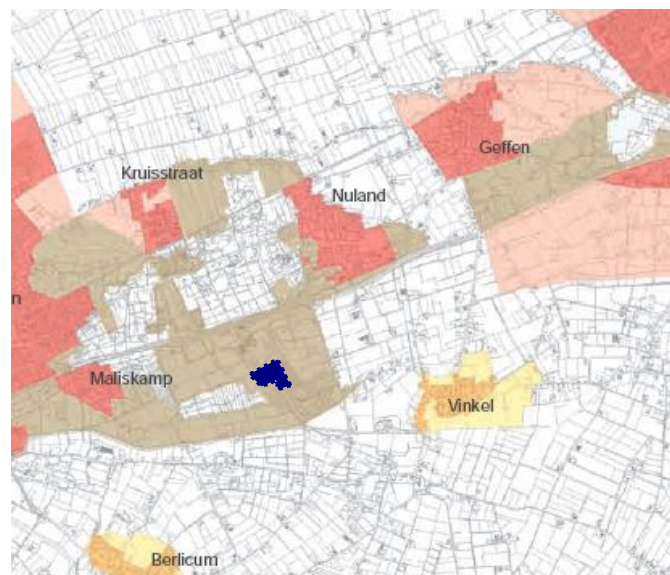 Geffen
Kruisstraat
Nuland
n
Maliskamp
Vinkel
Berlicum